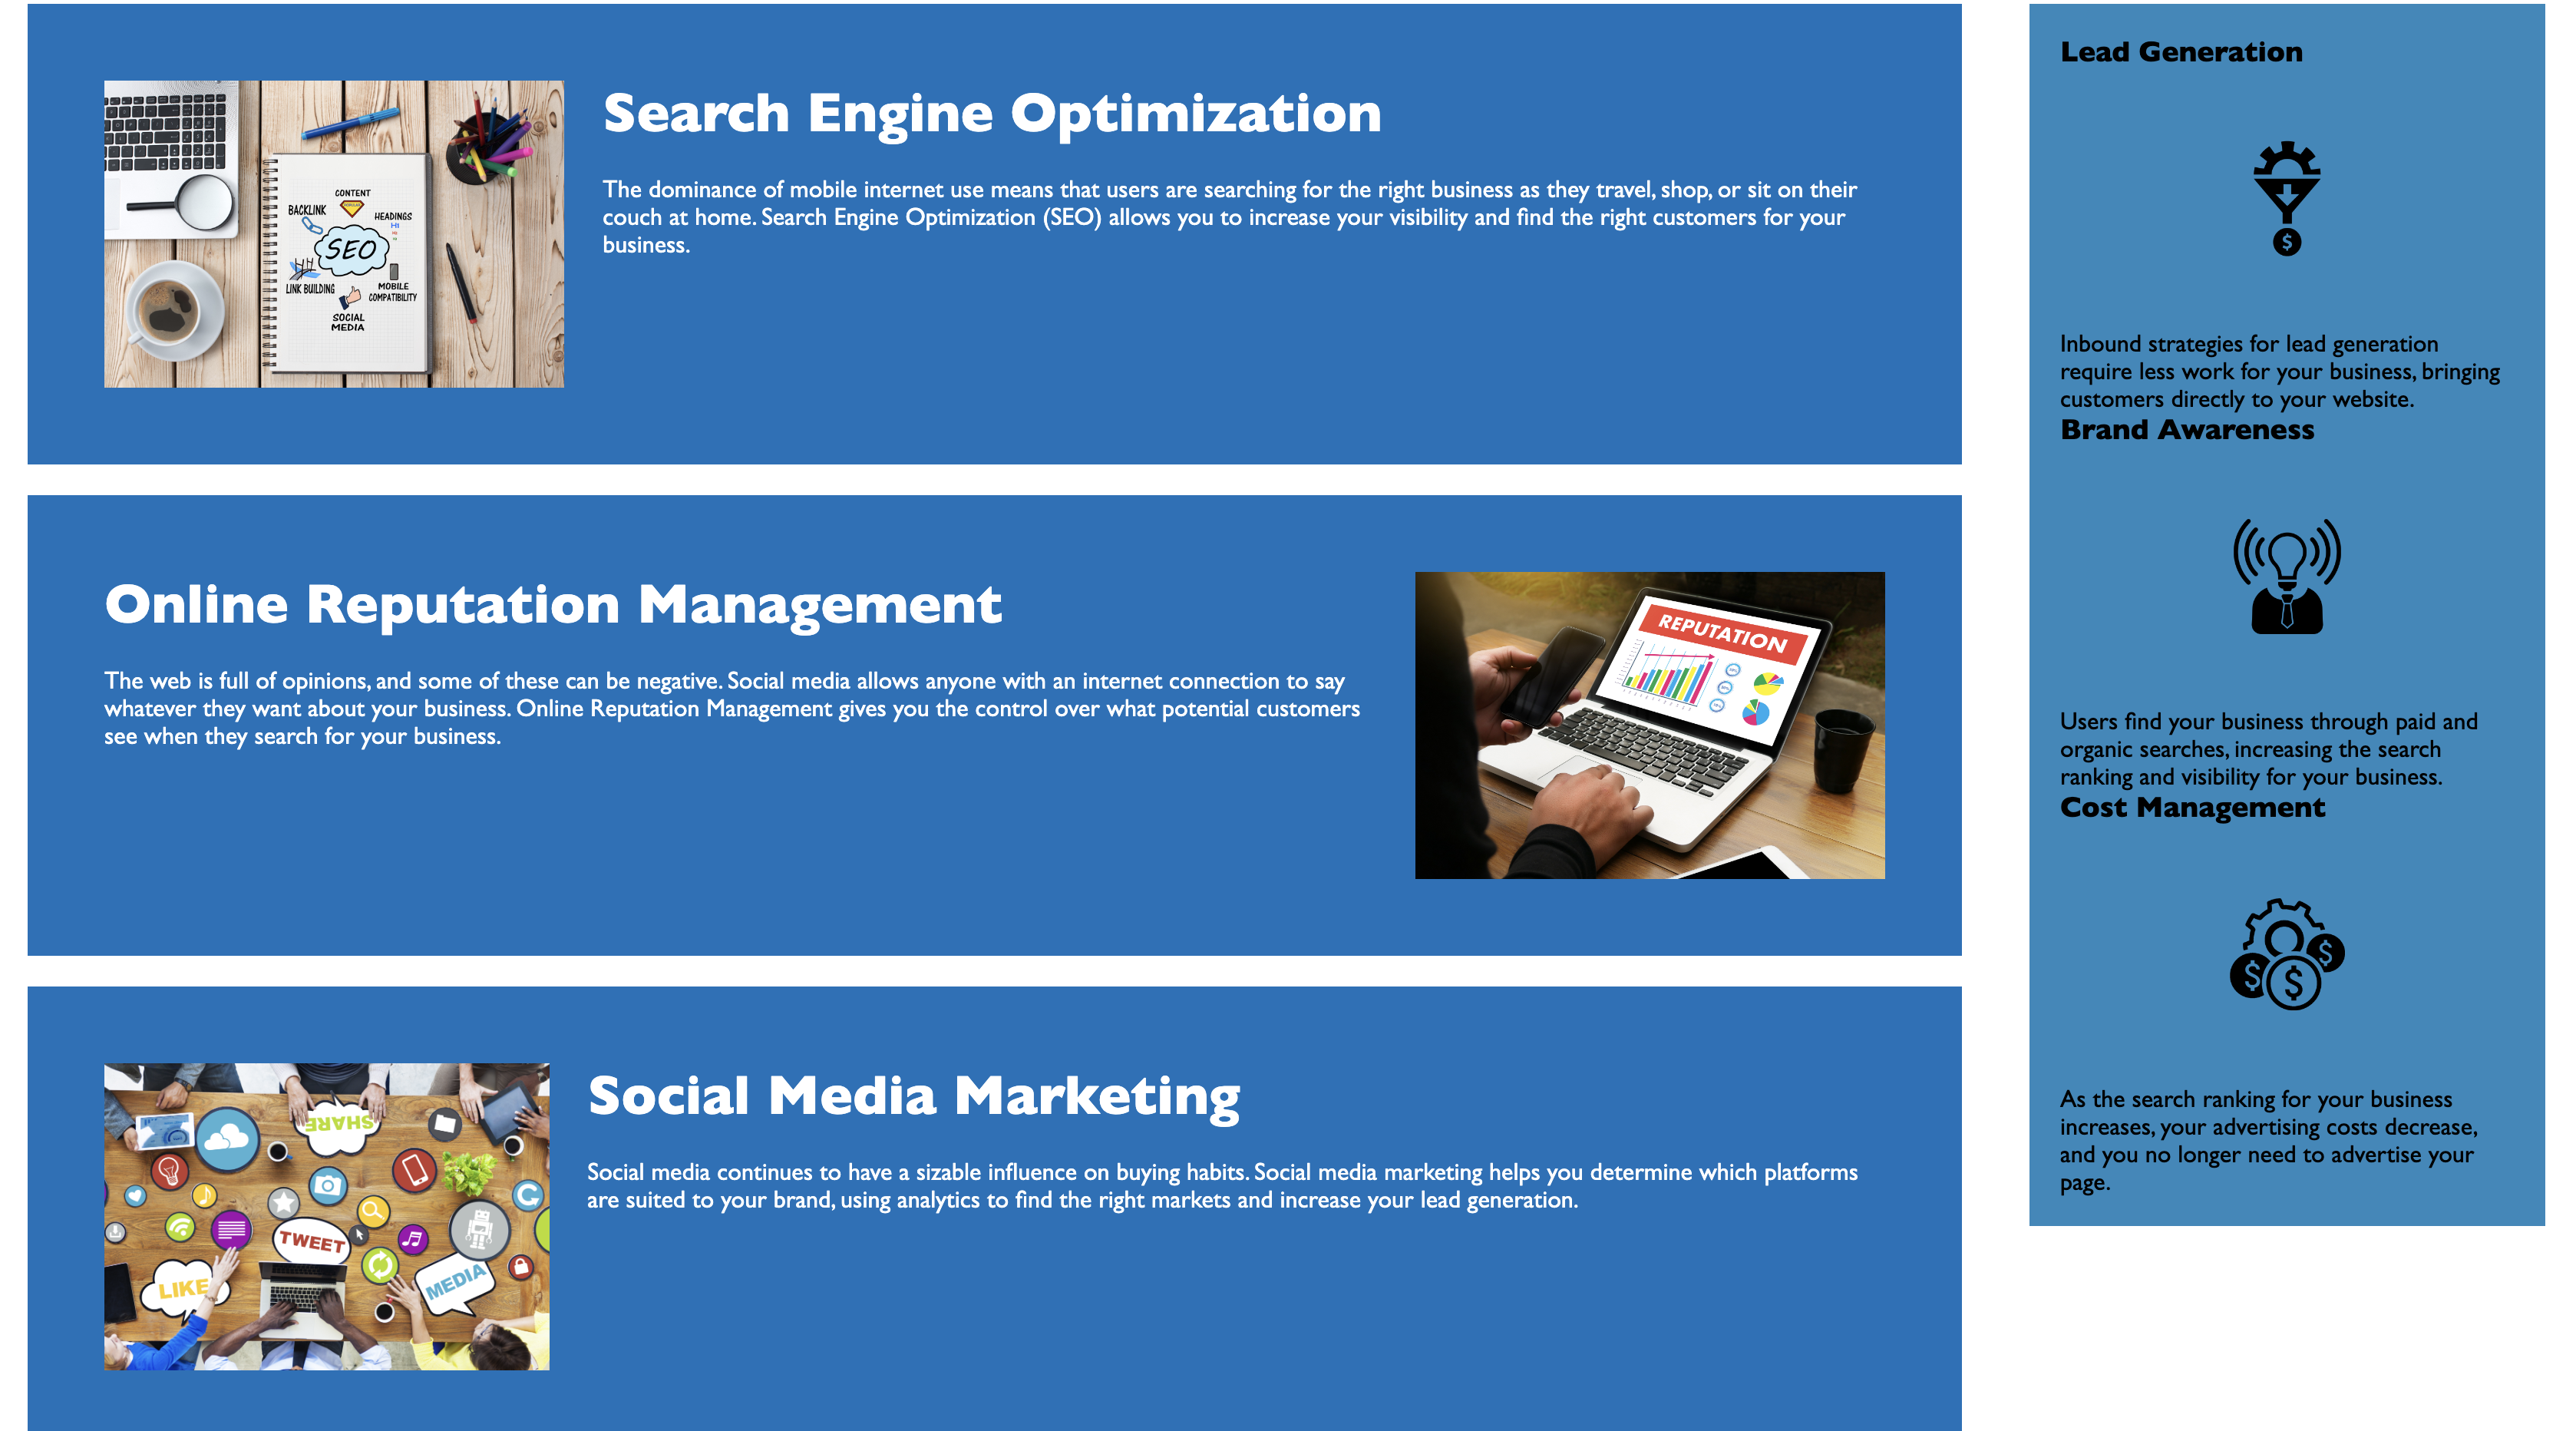 Search Engine Optimization
The dominance of mobile internet use means that users are searching for the right business as they travel, shop, or sit on their
couch at home. Search Engine Optimization (SEO) allows you to increase your visibility and find the right customers for your
business.
CONTENT
BACKLINK
HEADINGS
H1
SEO
LINK BUILDING
MOBILE
COMPATIBILITY
SOCIAL
MEDIA
Online Reputation Management
The web is full of opinions, and some of these can be negative. Social media allows anyone with an internet connection to say
whatever they want about your business. Online Reputation Management gives you the control over what potential customers
see when they search for your business.
REPUTATION
Social Media Marketing
Social media continues to have a sizable influence on buying habits. Social media marketing helps you determine which platforms
are suited to your brand, using analytics to find the right markets and increase your lead generation.
SHARE
TWEET
LIKE
MEDIA
Lead Generation
$
Inbound strategies for lead generation
require less work for your business, bringing
customers directly to your website.
Brand Awareness
Users find your business through paid and
organic searches, increasing the search
ranking and visibility for your business.
Cost Management
$ $ $
As the search ranking for your business
increases, your advertising costs decrease,
and you no longer need to advertise your
page.